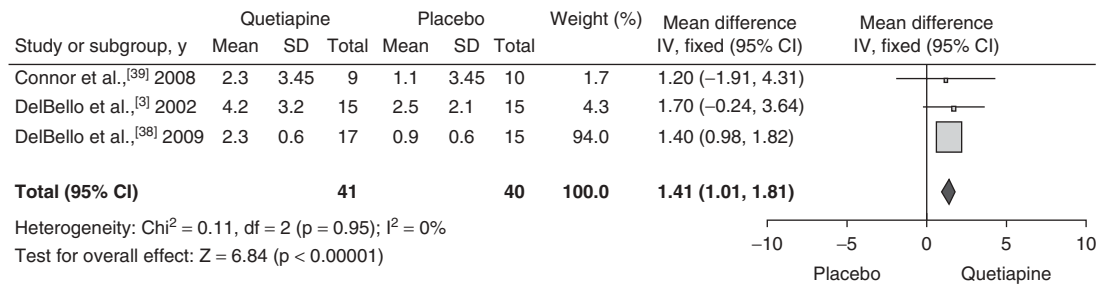 Quetiapine Placebo Weight (%) Mean difference Mean difference
Study or subgroup, y Mean SD Total Mean SD Total IV, fixed (95% CI) IV, fixed (95% CI)
Connor et al.,[39] 2008 2.3 3.45 9 1.1 3.45 10 1.7 1.20 (−1.91, 4.31)
DelBello et al.,[3] 2002 4.2 3.2 15 2.5 2.1 15 4.3 1.70 (−0.24, 3.64)
DelBello et al.,[38] 2009 2.3 0.6 17 0.9 0.6 15 94.0 1.40 (0.98, 1.82)
Total (95% CI) 41 40 100.0 1.41 (1.01, 1.81)
Heterogeneity: Chi² = 0.11, df = 2 (p = 0.95); I² = 0%
Test for overall effect: Z = 6.84 (p < 0.00001)
−10 −5 0 5 10
Placebo Quetiapine